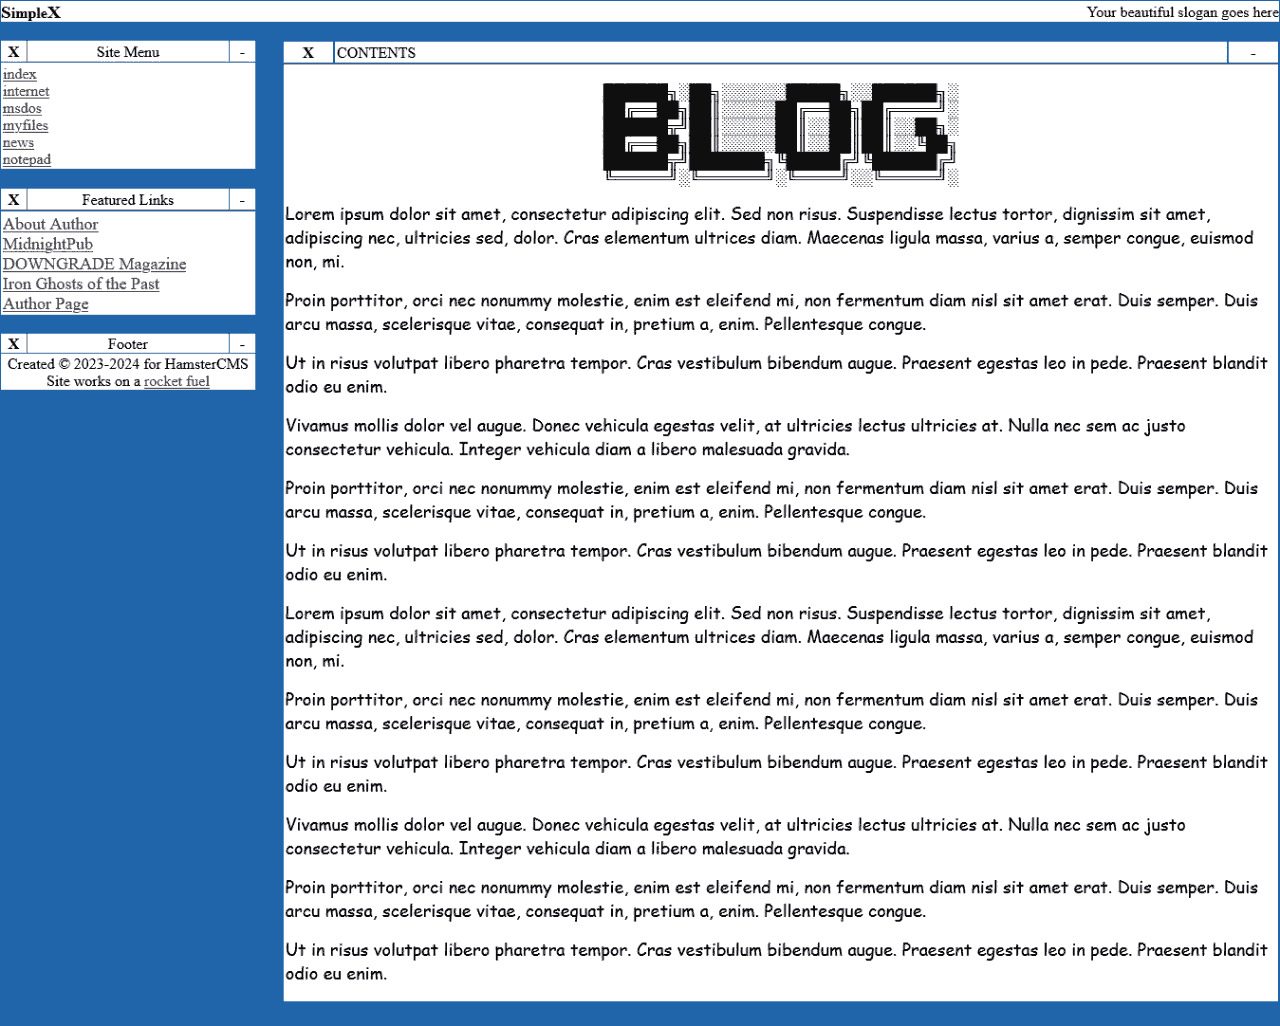 SimpleX Your beautiful slogan goes here
X Site Menu -
index
internet
msdos
myfiles
news
notepad
X Featured Links -
About Author
MidnightPub
DOWNGRADE Magazine
Iron Ghosts of the Past
Author Page
X Footer -
Created © 2023-2024 for HamsterCMS
Site works on a rocket fuel
X CONTENTS -
BLOG
Lorem ipsum dolor sit amet, consectetur adipiscing elit. Sed non risus. Suspendisse lectus tortor, dignissim sit amet,
adipiscing nec, ultricies sed, dolor. Cras elementum ultrices diam. Maecenas ligula massa, varius a, semper congue, euismod
non, mi.
Proin porttitor, orci nec nonummy molestie, enim est eleifend mi, non fermentum diam nisl sit amet erat. Duis semper. Duis
arcu massa, scelerisque vitae, consequat in, pretium a, enim. Pellentesque congue.
Ut in risus volutpat libero pharetra tempor. Cras vestibulum bibendum augue. Praesent egestas leo in pede. Praesent blandit
odio eu enim.
Vivamus mollis dolor vel augue. Donec vehicula egestas velit, at ultricies lectus ultricies at. Nulla nec sem ac justo
consectetur vehicula. Integer vehicula diam a libero malesuada gravida.
Proin porttitor, orci nec nonummy molestie, enim est eleifend mi, non fermentum diam nisl sit amet erat. Duis semper. Duis
arcu massa, scelerisque vitae, consequat in, pretium a, enim. Pellentesque congue.
Ut in risus volutpat libero pharetra tempor. Cras vestibulum bibendum augue. Praesent egestas leo in pede. Praesent blandit
odio eu enim.
Lorem ipsum dolor sit amet, consectetur adipiscing elit. Sed non risus. Suspendisse lectus tortor, dignissim sit amet,
adipiscing nec, ultricies sed, dolor. Cras elementum ultrices diam. Maecenas ligula massa, varius a, semper congue, euismod
non, mi.
Proin porttitor, orci nec nonummy molestie, enim est eleifend mi, non fermentum diam nisl sit amet erat. Duis semper. Duis
arcu massa, scelerisque vitae, consequat in, pretium a, enim. Pellentesque congue.
Ut in risus volutpat libero pharetra tempor. Cras vestibulum bibendum augue. Praesent egestas leo in pede. Praesent blandit
odio eu enim.
Vivamus mollis dolor vel augue. Donec vehicula egestas velit, at ultricies lectus ultricies at. Nulla nec sem ac justo
consectetur vehicula. Integer vehicula diam a libero malesuada gravida.
Proin porttitor, orci nec nonummy molestie, enim est eleifend mi, non fermentum diam nisl sit amet erat. Duis semper. Duis
arcu massa, scelerisque vitae, consequat in, pretium a, enim. Pellentesque congue.
Ut in risus volutpat libero pharetra tempor. Cras vestibulum bibendum augue. Praesent egestas leo in pede. Praesent blandit
odio eu enim.